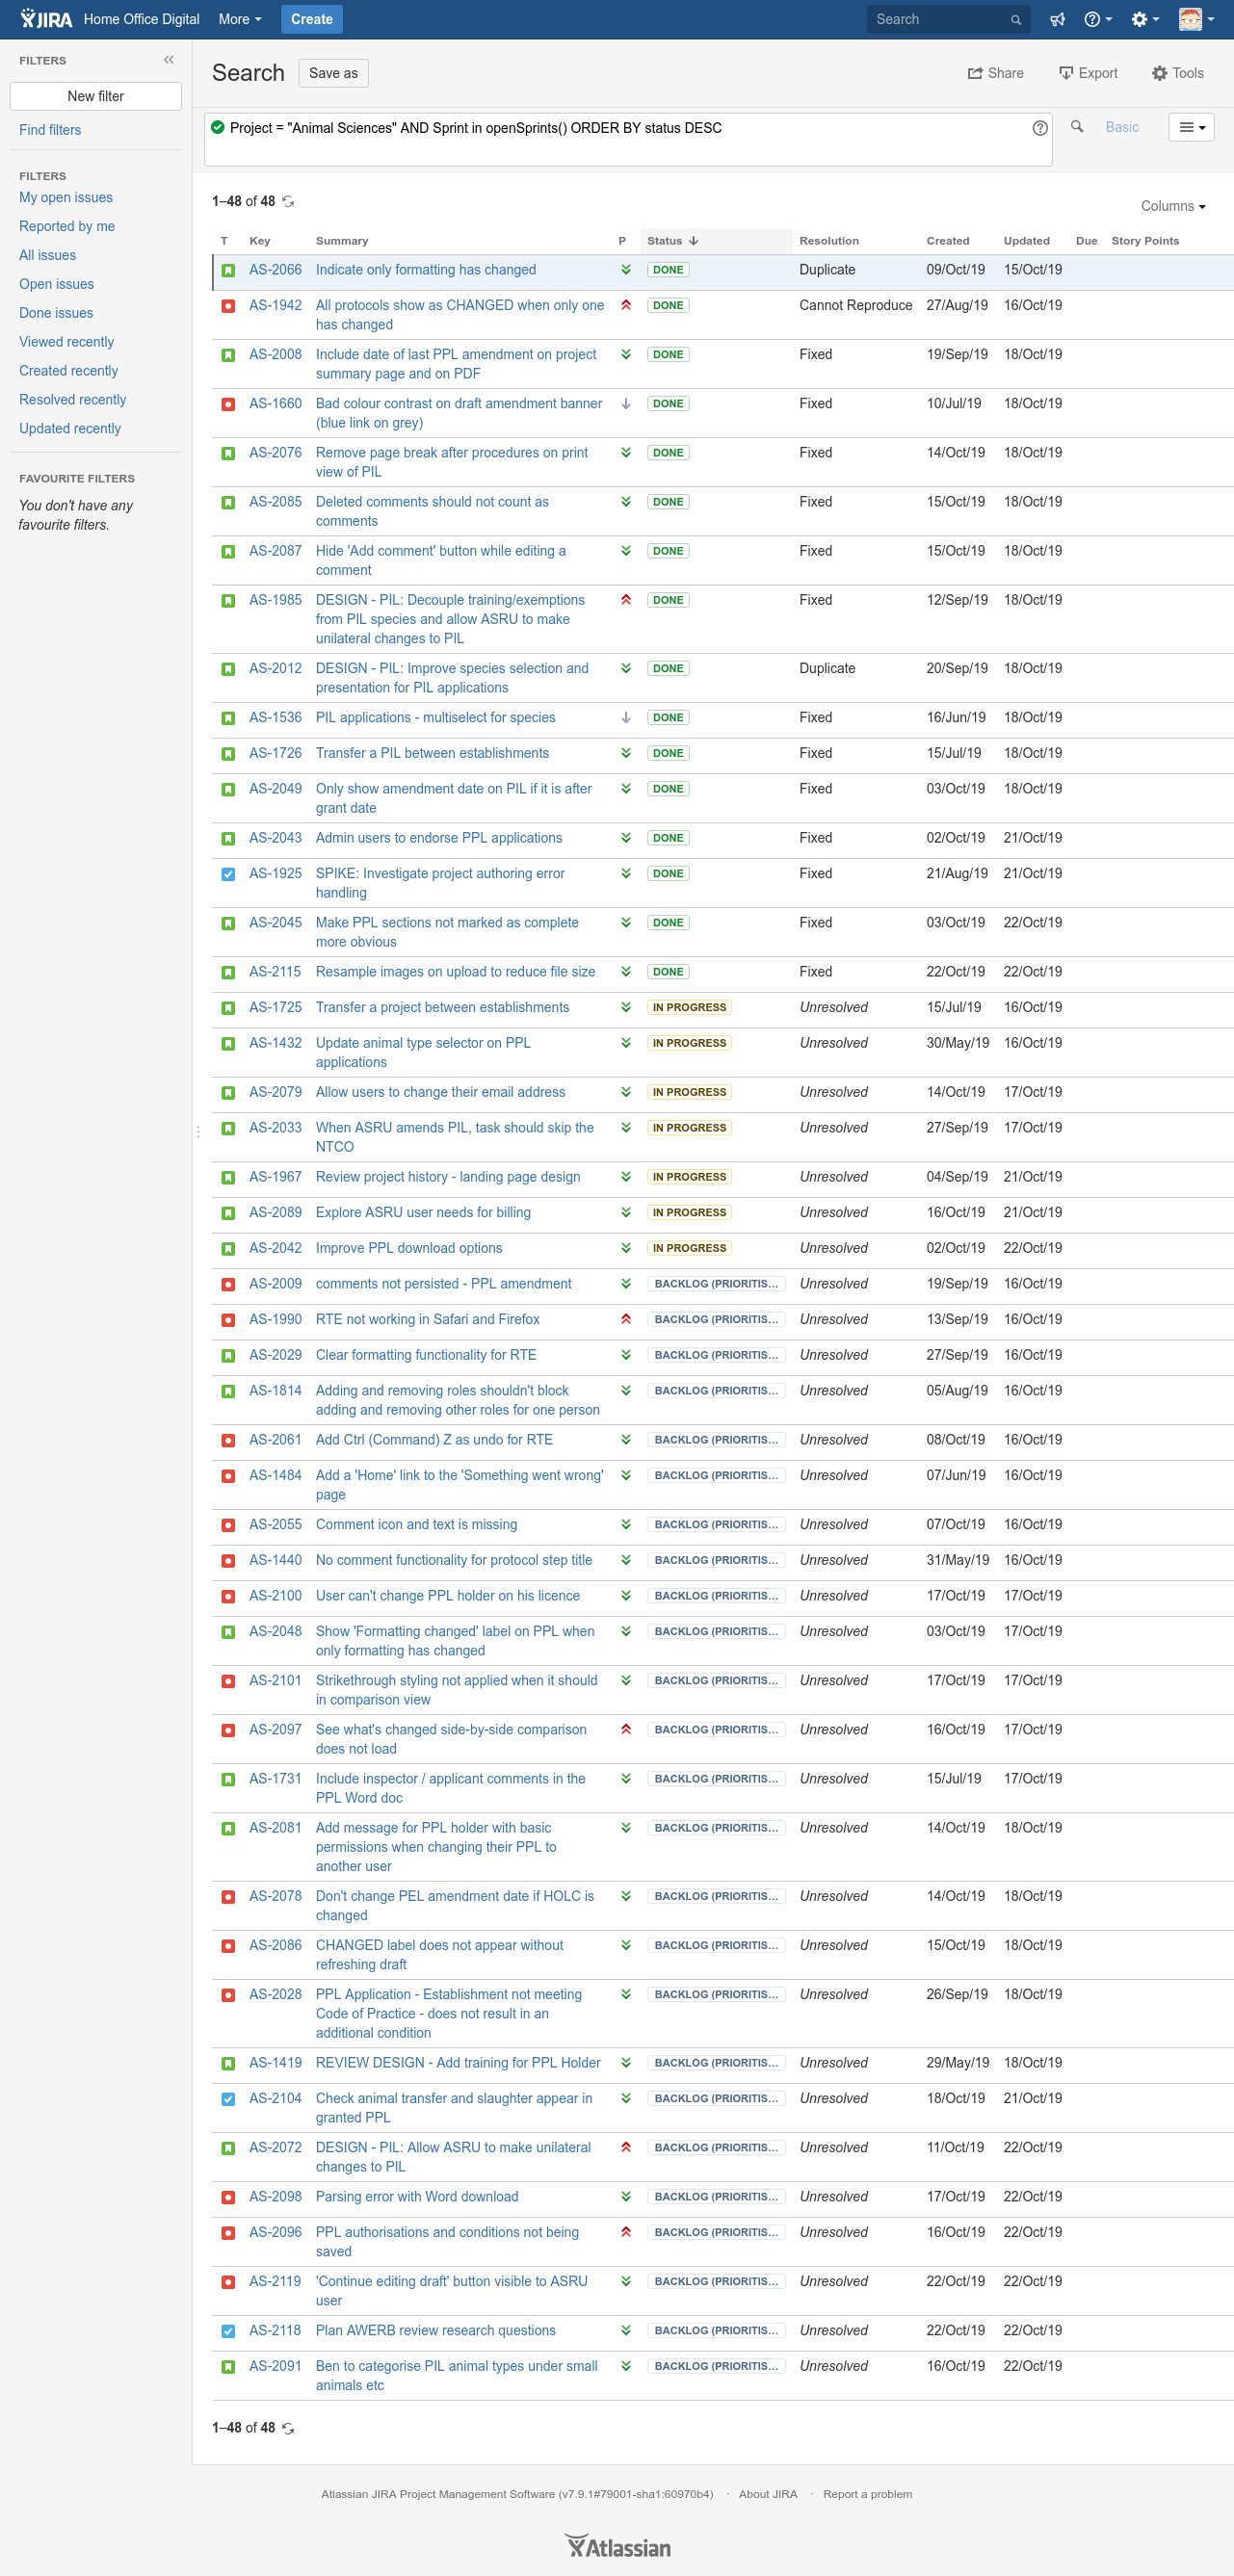 JIRA Home Office Digital More Create Search
FILTERS
New filter
Find filters
FILTERS
My open issues
Reported by me
All issues
Open issues
Done issues
Viewed recently
Created recently
Resolved recently
Updated recently
FAVOURITE FILTERS
You don't have any
favourite filters.
Search Save as Share Export Tools
Project = "Animal Sciences" AND Sprint in openSprints() ORDER BY status DESC Basic
1–48 of 48
Columns
T Key Summary P Status Resolution Created Updated Due Story Points
AS-2066 Indicate only formatting has changed DONE Duplicate 09/Oct/19 15/Oct/19
AS-1942 All protocols show as CHANGED when only one DONE Cannot Reproduce 27/Aug/19 16/Oct/19
has changed
AS-2008 Include date of last PPL amendment on project DONE Fixed 19/Sep/19 18/Oct/19
summary page and on PDF
AS-1660 Bad colour contrast on draft amendment banner DONE Fixed 10/Jul/19 18/Oct/19
(blue link on grey)
AS-2076 Remove page break after procedures on print DONE Fixed 14/Oct/19 18/Oct/19
view of PIL
AS-2085 Deleted comments should not count as DONE Fixed 15/Oct/19 18/Oct/19
comments
AS-2087 Hide 'Add comment' button while editing a DONE Fixed 15/Oct/19 18/Oct/19
comment
AS-1985 DESIGN - PIL: Decouple training/exemptions DONE Fixed 12/Sep/19 18/Oct/19
from PIL species and allow ASRU to make
unilateral changes to PIL
AS-2012 DESIGN - PIL: Improve species selection and DONE Duplicate 20/Sep/19 18/Oct/19
presentation for PIL applications
AS-1536 PIL applications - multiselect for species DONE Fixed 16/Jun/19 18/Oct/19
AS-1726 Transfer a PIL between establishments DONE Fixed 15/Jul/19 18/Oct/19
AS-2049 Only show amendment date on PIL if it is after DONE Fixed 03/Oct/19 18/Oct/19
grant date
AS-2043 Admin users to endorse PPL applications DONE Fixed 02/Oct/19 21/Oct/19
AS-1925 SPIKE: Investigate project authoring error DONE Fixed 21/Aug/19 21/Oct/19
handling
AS-2045 Make PPL sections not marked as complete DONE Fixed 03/Oct/19 22/Oct/19
more obvious
AS-2115 Resample images on upload to reduce file size DONE Fixed 22/Oct/19 22/Oct/19
AS-1725 Transfer a project between establishments IN PROGRESS Unresolved 15/Jul/19 16/Oct/19
AS-1432 Update animal type selector on PPL IN PROGRESS Unresolved 30/May/19 16/Oct/19
applications
AS-2079 Allow users to change their email address IN PROGRESS Unresolved 14/Oct/19 17/Oct/19
AS-2033 When ASRU amends PIL, task should skip the IN PROGRESS Unresolved 27/Sep/19 17/Oct/19
NTCO
AS-1967 Review project history - landing page design IN PROGRESS Unresolved 04/Sep/19 21/Oct/19
AS-2089 Explore ASRU user needs for billing IN PROGRESS Unresolved 16/Oct/19 21/Oct/19
AS-2042 Improve PPL download options IN PROGRESS Unresolved 02/Oct/19 22/Oct/19
AS-2009 comments not persisted - PPL amendment BACKLOG (PRIORITIS... Unresolved 19/Sep/19 16/Oct/19
AS-1990 RTE not working in Safari and Firefox BACKLOG (PRIORITIS... Unresolved 13/Sep/19 16/Oct/19
AS-2029 Clear formatting functionality for RTE BACKLOG (PRIORITIS... Unresolved 27/Sep/19 16/Oct/19
AS-1814 Adding and removing roles shouldn't block BACKLOG (PRIORITIS... Unresolved 05/Aug/19 16/Oct/19
adding and removing other roles for one person
AS-2061 Add Ctrl (Command) Z as undo for RTE BACKLOG (PRIORITIS... Unresolved 08/Oct/19 16/Oct/19
AS-1484 Add a 'Home' link to the 'Something went wrong' BACKLOG (PRIORITIS... Unresolved 07/Jun/19 16/Oct/19
page
AS-2055 Comment icon and text is missing BACKLOG (PRIORITIS... Unresolved 07/Oct/19 16/Oct/19
AS-1440 No comment functionality for protocol step title BACKLOG (PRIORITIS... Unresolved 31/May/19 16/Oct/19
AS-2100 User can't change PPL holder on his licence BACKLOG (PRIORITIS... Unresolved 17/Oct/19 17/Oct/19
AS-2048 Show 'Formatting changed' label on PPL when BACKLOG (PRIORITIS... Unresolved 03/Oct/19 17/Oct/19
only formatting has changed
AS-2101 Strikethrough styling not applied when it should BACKLOG (PRIORITIS... Unresolved 17/Oct/19 17/Oct/19
in comparison view
AS-2097 See what's changed side-by-side comparison BACKLOG (PRIORITIS... Unresolved 16/Oct/19 17/Oct/19
does not load
AS-1731 Include inspector / applicant comments in the BACKLOG (PRIORITIS... Unresolved 15/Jul/19 17/Oct/19
PPL Word doc
AS-2081 Add message for PPL holder with basic BACKLOG (PRIORITIS... Unresolved 14/Oct/19 18/Oct/19
permissions when changing their PPL to
another user
AS-2078 Don't change PEL amendment date if HOLC is BACKLOG (PRIORITIS... Unresolved 14/Oct/19 18/Oct/19
changed
AS-2086 CHANGED label does not appear without BACKLOG (PRIORITIS... Unresolved 15/Oct/19 18/Oct/19
refreshing draft
AS-2028 PPL Application - Establishment not meeting BACKLOG (PRIORITIS... Unresolved 26/Sep/19 18/Oct/19
Code of Practice - does not result in an
additional condition
AS-1419 REVIEW DESIGN - Add training for PPL Holder BACKLOG (PRIORITIS... Unresolved 29/May/19 18/Oct/19
AS-2104 Check animal transfer and slaughter appear in BACKLOG (PRIORITIS... Unresolved 18/Oct/19 21/Oct/19
granted PPL
AS-2072 DESIGN - PIL: Allow ASRU to make unilateral BACKLOG (PRIORITIS... Unresolved 11/Oct/19 22/Oct/19
changes to PIL
AS-2098 Parsing error with Word download BACKLOG (PRIORITIS... Unresolved 17/Oct/19 22/Oct/19
AS-2096 PPL authorisations and conditions not being BACKLOG (PRIORITIS... Unresolved 16/Oct/19 22/Oct/19
saved
AS-2119 'Continue editing draft' button visible to ASRU BACKLOG (PRIORITIS... Unresolved 22/Oct/19 22/Oct/19
user
AS-2118 Plan AWERB review research questions BACKLOG (PRIORITIS... Unresolved 22/Oct/19 22/Oct/19
AS-2091 Ben to categorise PIL animal types under small BACKLOG (PRIORITIS... Unresolved 16/Oct/19 22/Oct/19
animals etc
1–48 of 48
Atlassian JIRA Project Management Software (v7.9.1#79001-sha1:60970b4) · About JIRA · Report a problem
Atlassian